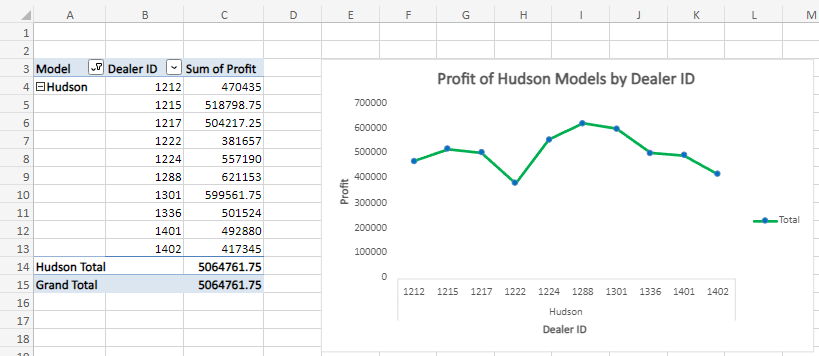 A B C D E F G H I J K L M
1
2
3 Model Dealer ID Sum of Profit
4 Hudson 1212 470435
5 1215 518798.75
6 1217 504217.25
7 1222 381657
8 1224 557190
9 1288 621153
10 1301 599561.75
11 1336 501524
12 1401 492880
13 1402 417345
14 Hudson Total 5064761.75
15 Grand Total 5064761.75
16
17
18
19
Profit of Hudson Models by Dealer ID
700000
600000
500000
400000
300000
200000
100000
0
Profit
1212 1215 1217 1222 1224 1288 1301 1336 1401 1402
Hudson
Dealer ID
Total